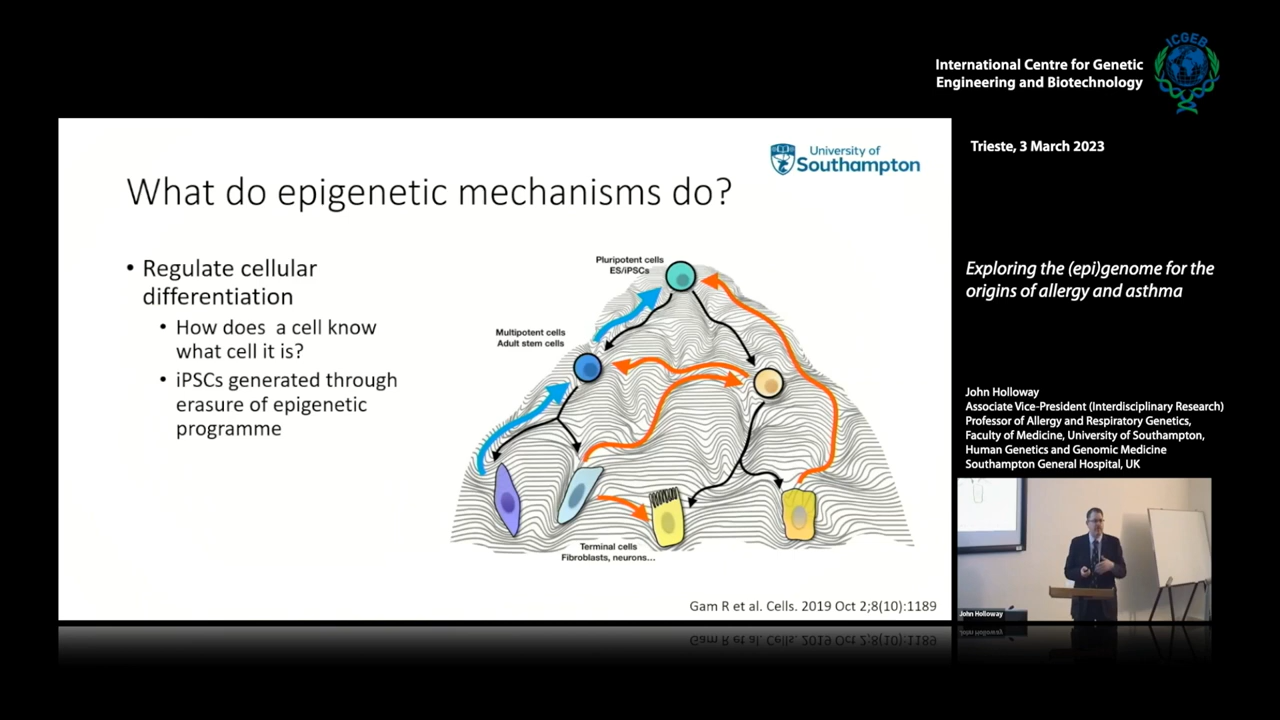 ICGEB
International Centre for Genetic
Engineering and Biotechnology
Trieste, 3 March 2023
University of
Southampton
What do epigenetic mechanisms do?
• Regulate cellular
differentiation
• How does a cell know
what cell it is?
• iPSCs generated through
erasure of epigenetic
programme
Pluripotent cells
ES/iPSCs
Multipotent cells
Adult stem cells
Terminal cells
Fibroblasts, neurons...
Gam R et al. Cells. 2019 Oct 2;8(10):1189
Exploring the (epi)genome for the
origins of allergy and asthma
John Holloway
Associate Vice-President (Interdisciplinary Research)
Professor of Allergy and Respiratory Genetics,
Faculty of Medicine, University of Southampton,
Human Genetics and Genomic Medicine
Southampton General Hospital, UK
John Holloway